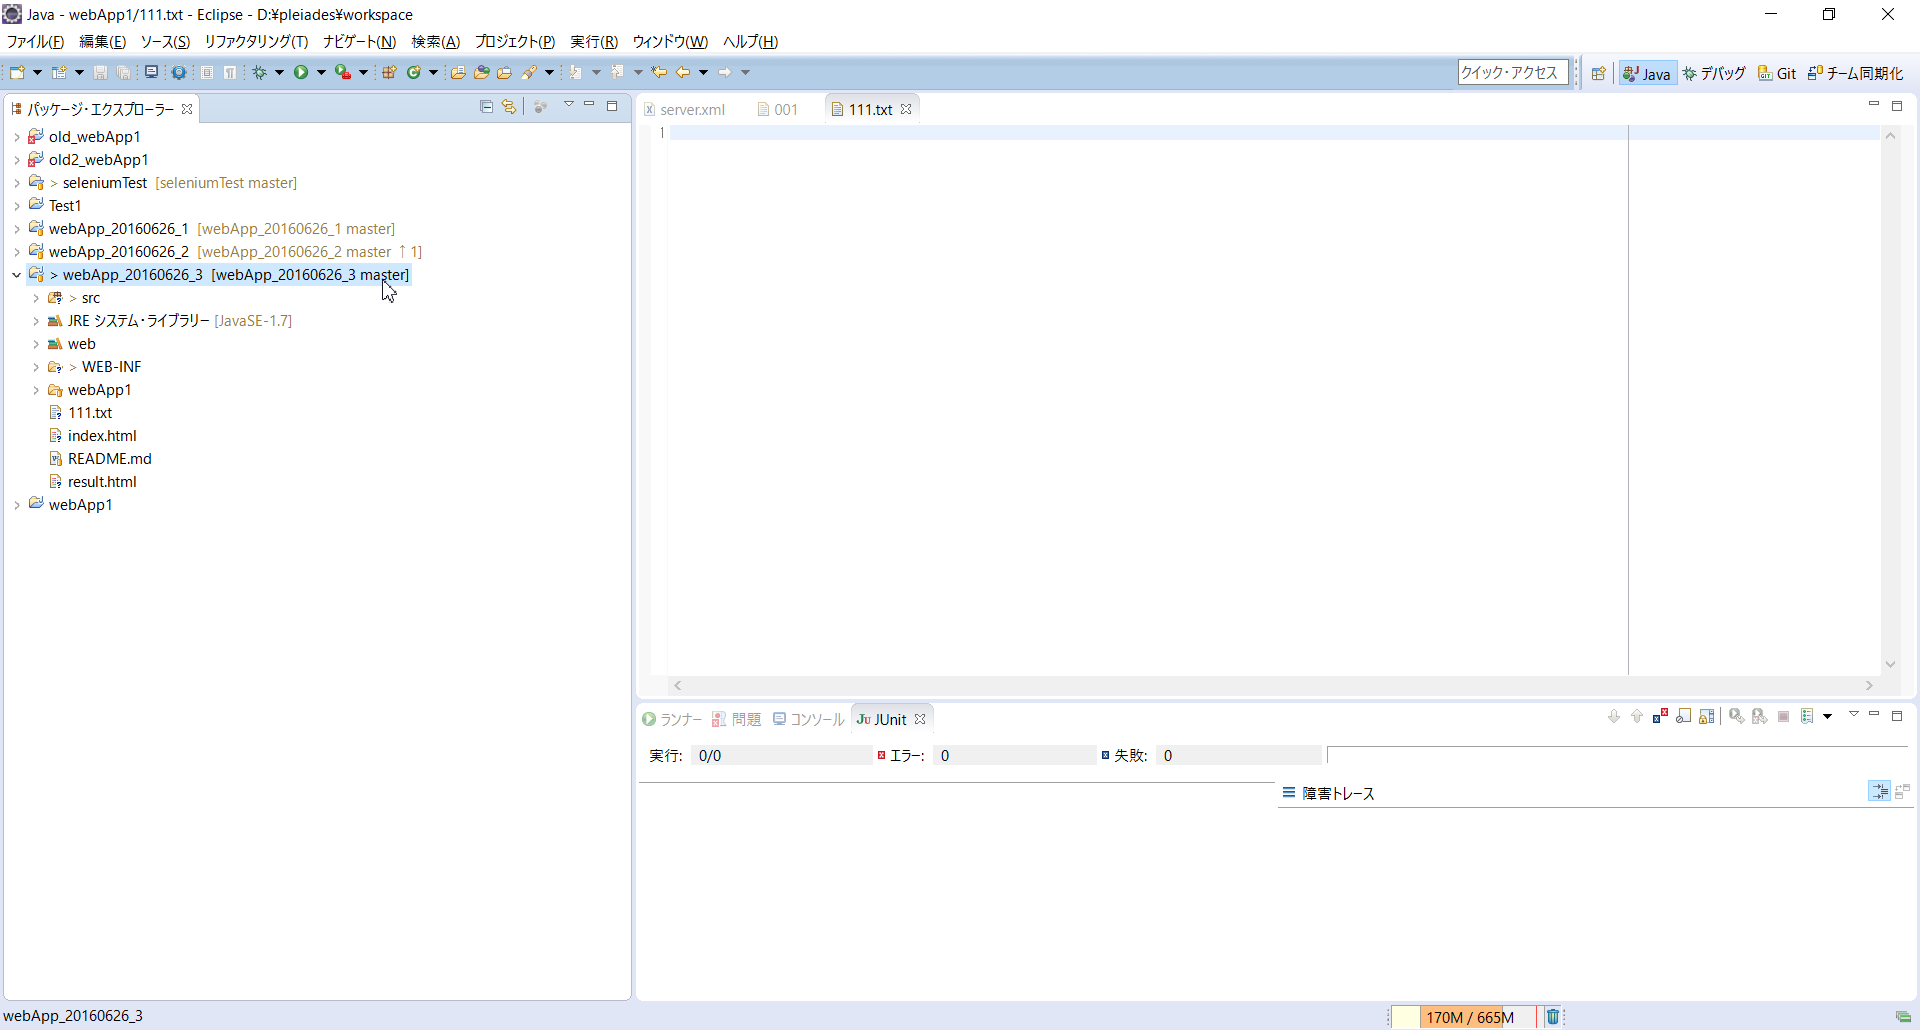 Java - webApp1/111.txt - Eclipse - D:¥pleiades¥workspace
ファイル(F) 編集(E) ソース(S) リファクタリング(T) ナビゲート(N) 検索(A) プロジェクト(P) 実行(R) ウィンドウ(W) ヘルプ(H)
クイック・アクセス Java デバッグ Git チーム同期化
パッケージ・エクスプローラー
old_webApp1
old2_webApp1
> seleniumTest [seleniumTest master]
Test1
webApp_20160626_1 [webApp_20160626_1 master]
webApp_20160626_2 [webApp_20160626_2 master ↑1]
> webApp_20160626_3 [webApp_20160626_3 master]
> src
JRE システム・ライブラリー [JavaSE-1.7]
web
> WEB-INF
webApp1
111.txt
index.html
README.md
result.html
webApp1
server.xml 001 111.txt
1
ランナー 問題 コンソール JUnit
実行: 0/0 エラー: 0 失敗: 0
障害トレース
webApp_20160626_3
170M / 665M